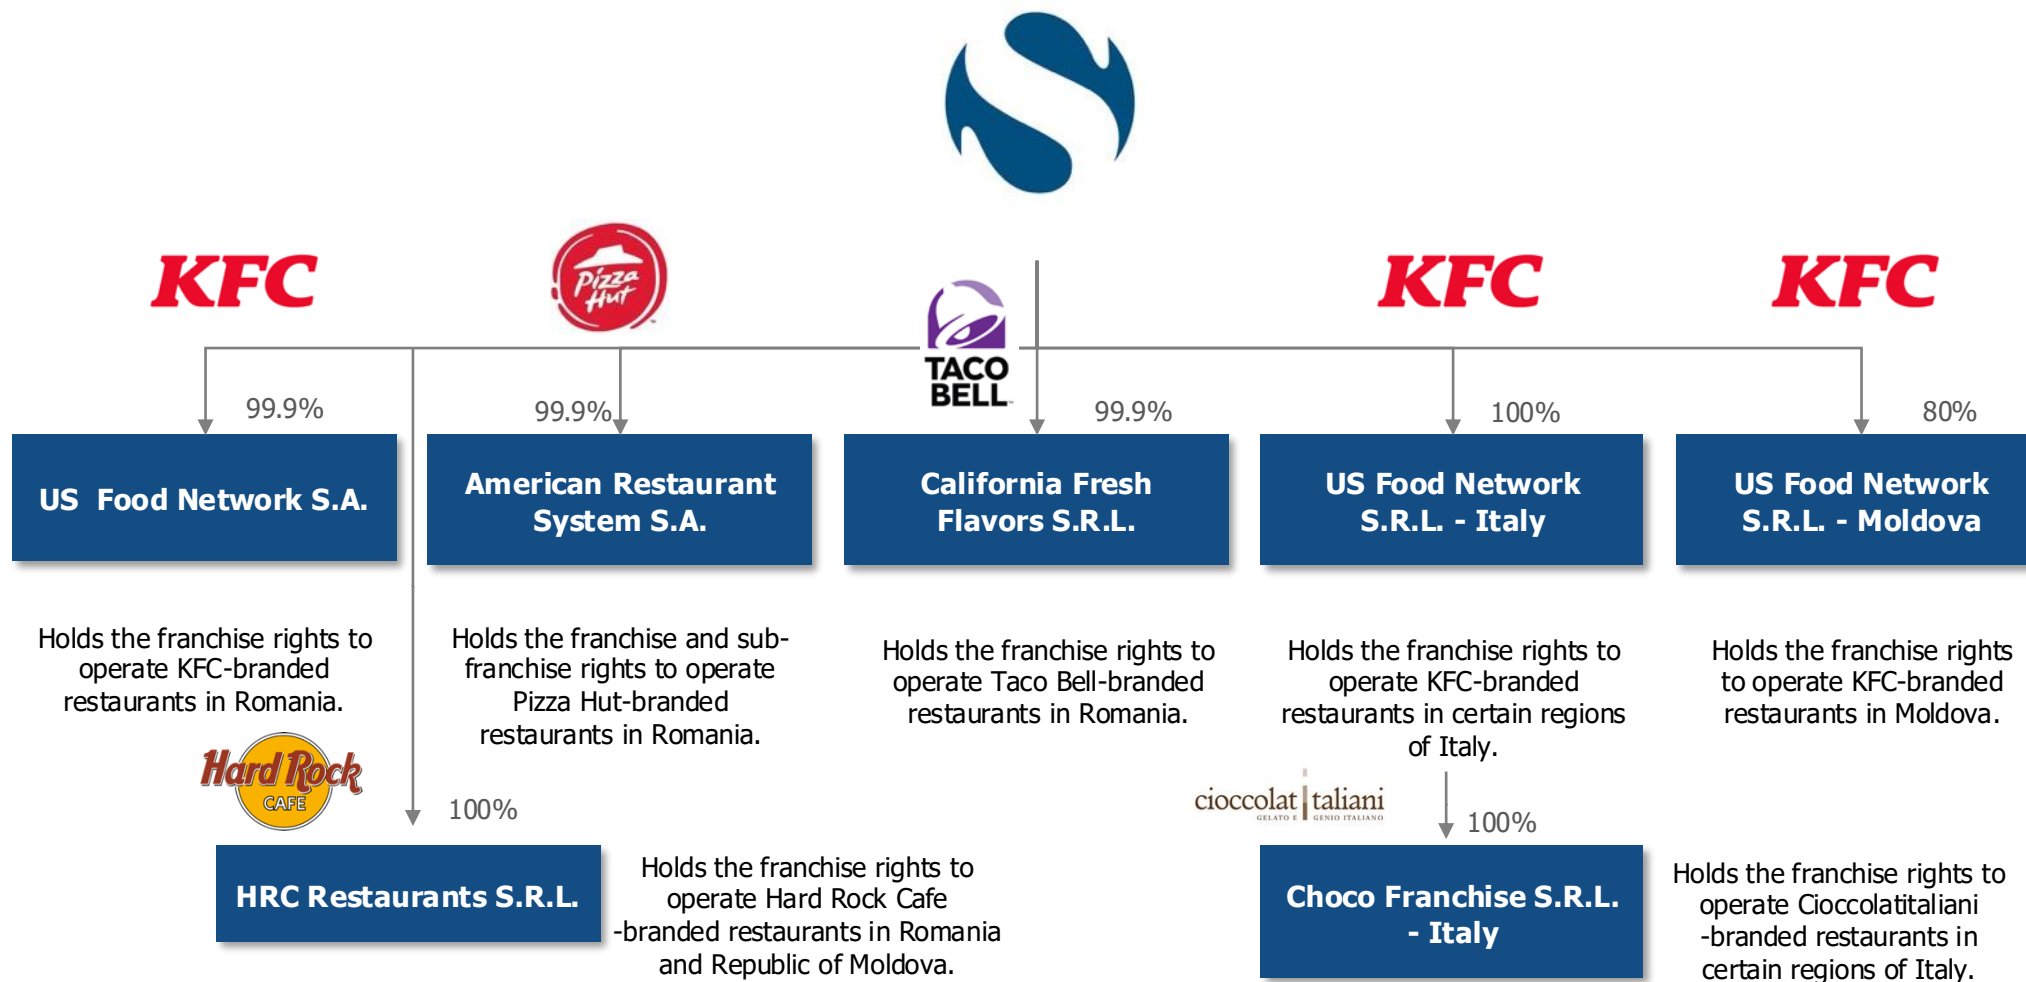 KFC
Pizza
Hut
TACO
BELL
KFC
KFC
99.9%
99.9%
99.9%
100%
80%
US Food Network S.A.
American Restaurant
System S.A.
California Fresh
Flavors S.R.L.
US Food Network
S.R.L. - Italy
US Food Network
S.R.L. - Moldova
Holds the franchise rights to
operate KFC-branded
restaurants in Romania.
Holds the franchise and sub-
franchise rights to operate
Pizza Hut-branded
restaurants in Romania.
Holds the franchise rights to
operate Taco Bell-branded
restaurants in Romania.
Holds the franchise rights to
operate KFC-branded
restaurants in certain regions
of Italy.
Holds the franchise rights
to operate KFC-branded
restaurants in Moldova.
Hard Rock
CAFE
100%
cioccolatitaliani
GELATO E GENIO ITALIANO
100%
HRC Restaurants S.R.L.
Holds the franchise rights to
operate Hard Rock Cafe
-branded restaurants in Romania
and Republic of Moldova.
Choco Franchise S.R.L.
- Italy
Holds the franchise rights to
operate Cioccolatitaliani
-branded restaurants in
certain regions of Italy.